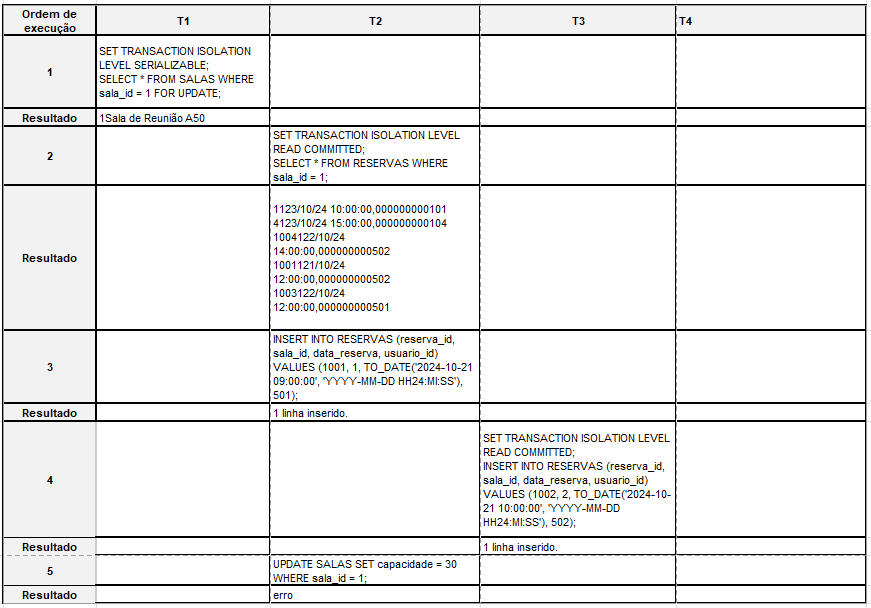 Ordem de
execução
T1
T2
T3
T4
1
SET TRANSACTION ISOLATION
LEVEL SERIALIZABLE;
SELECT * FROM SALAS WHERE
sala_id = 1 FOR UPDATE;
Resultado
1Sala de Reunião A50
2
SET TRANSACTION ISOLATION LEVEL
READ COMMITTED;
SELECT * FROM RESERVAS WHERE
sala_id = 1;
Resultado
1123/10/24 10:00:00,000000000101
4123/10/24 15:00:00,000000000104
1004122/10/24
14:00:00,000000000502
1001121/10/24
12:00:00,000000000502
1003122/10/24
12:00:00,000000000501
3
INSERT INTO RESERVAS (reserva_id,
sala_id, data_reserva, usuario_id)
VALUES (1001, 1, TO_DATE('2024-10-21
09:00:00', 'YYYY-MM-DD HH24:MI:SS'),
501);
Resultado
1 linha inserido.
4
SET TRANSACTION ISOLATION LEVEL
READ COMMITTED;
INSERT INTO RESERVAS (reserva_id,
sala_id, data_reserva, usuario_id)
VALUES (1002, 2, TO_DATE('2024-10-
21 10:00:00', 'YYYY-MM-DD
HH24:MI:SS'), 502);
Resultado
1 linha inserido.
5
UPDATE SALAS SET capacidade = 30
WHERE sala_id = 1;
Resultado
erro